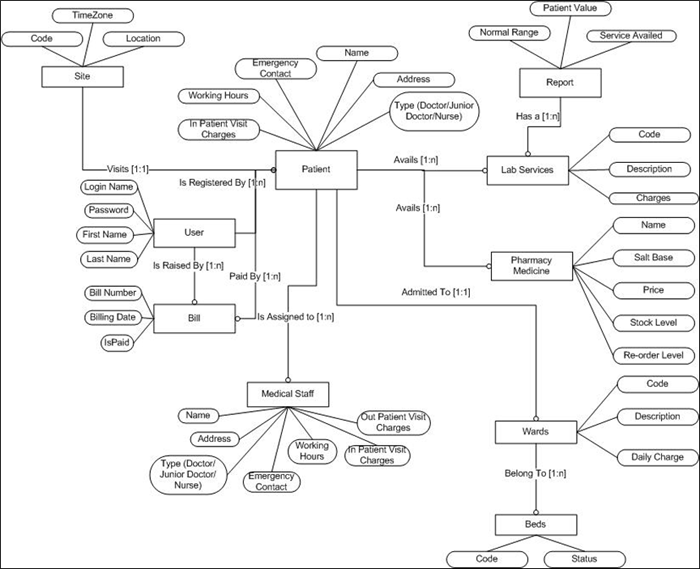 TimeZone
Code
Location
Site
Patient Value
Normal Range
Service Availed
Report
Has a [1:n]
Emergency
Contact
Name
Working Hours
Address
In Patient Visit
Charges
Type (Doctor/Junior
Doctor/Nurse)
Visits [1:1]
Patient
Avails [1:n]
Lab Services
Code
Description
Charges
Is Registered By [1:n]
Login Name
Password
First Name
Last Name
User
Avails [1:n]
Pharmacy
Medicine
Name
Salt Base
Price
Stock Level
Re-order Level
Is Raised By [1:n]
Paid By [1:n]
Admitted To [1:1]
Bill Number
Billing Date
IsPaid
Bill
Is Assigned to [1:n]
Medical Staff
Name
Address
Type (Doctor/
Junior Doctor/
Nurse)
Emergency
Contact
Working
Hours
In Patient Visit
Charges
Out Patient Visit
Charges
Wards
Code
Description
Daily Charge
Belong To [1:n]
Beds
Code
Status